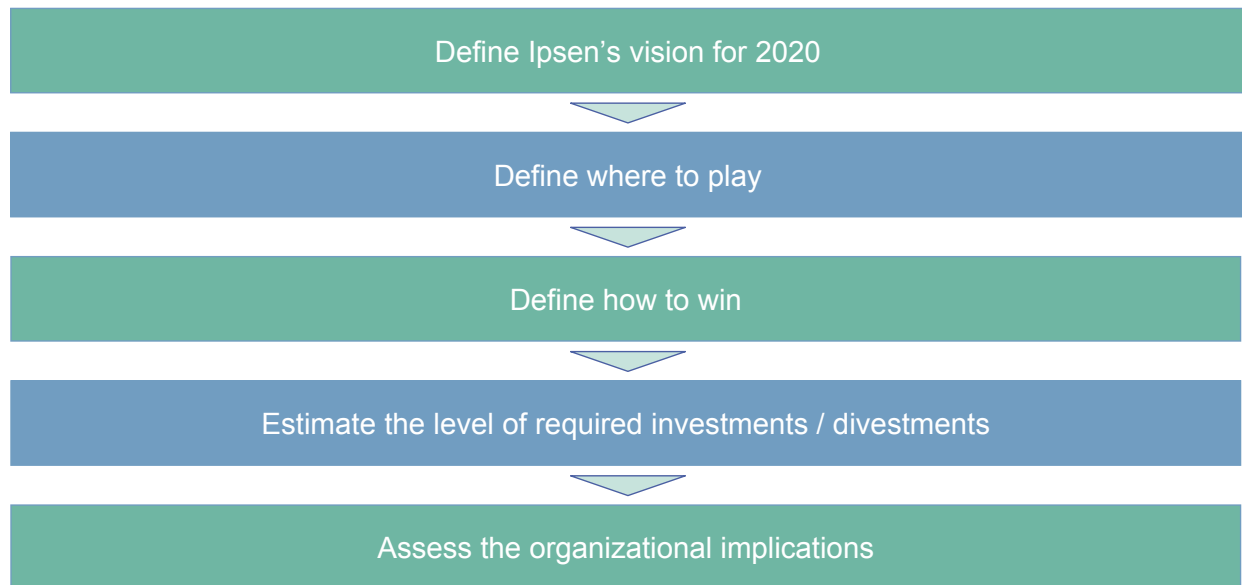 Define Ipsen’s vision for 2020
Define where to play
Define how to win
Estimate the level of required investments / divestments
Assess the organizational implications